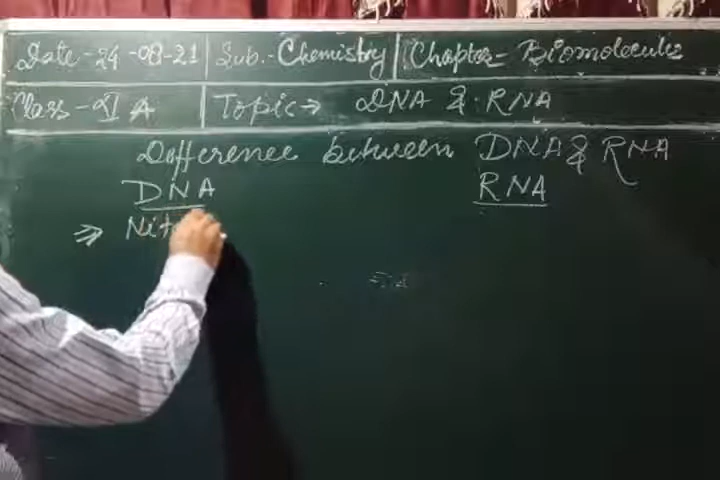 Date-24-08-21 Sub.-Chemistry Chapter- Biomolecules
Class-XI A Topic→ DNA & RNA
Difference between DNA & RNA
DNA RNA
⇒ Nit